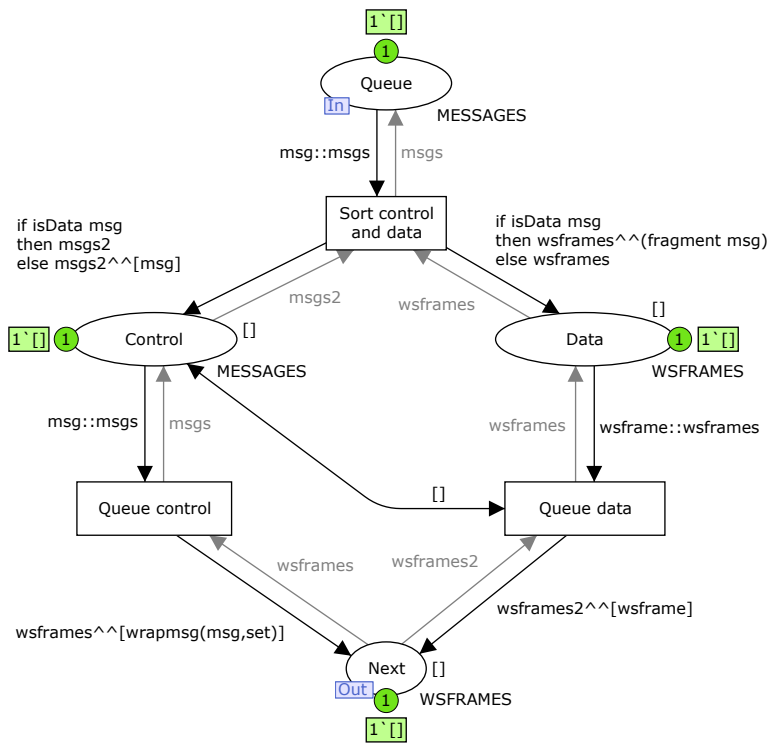 1`[]
1
Queue
In
MESSAGES
msg::msgs
msgs
Sort control
and data
if isData msg
then msgs2
else msgs2^^[msg]
if isData msg
then wsframes^^(fragment msg)
else wsframes
msgs2
wsframes
1`[]
1
Control
[]
MESSAGES
[]
Data
1
1`[]
WSFRAMES
msg::msgs
msgs
wsframes
wsframe::wsframes
Queue control
[]
Queue data
wsframes
wsframes2
wsframes^^[wrapmsg(msg,set)]
wsframes2^^[wsframe]
Next
[]
Out
1
WSFRAMES
1`[]